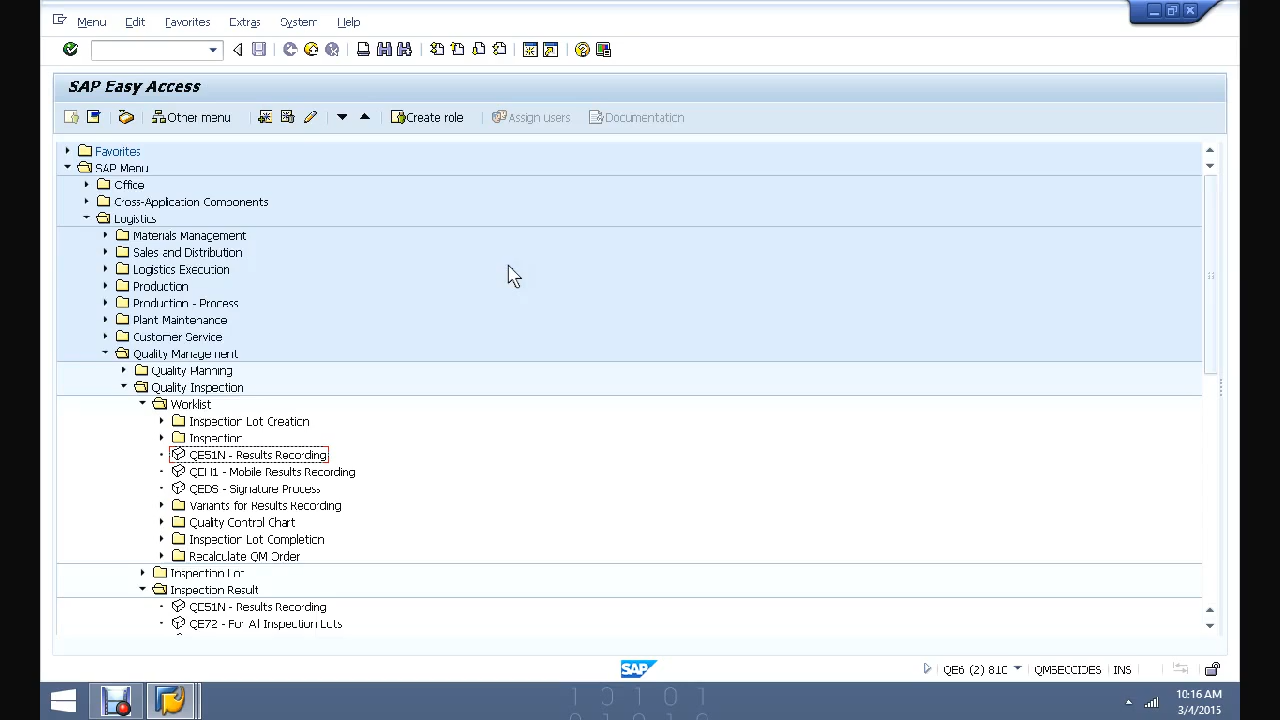 Menu Edit Favorites Extras System Help
SAP Easy Access
Other menu Create role Assign users Documentation
Favorites
SAP Menu
Office
Cross-Application Components
Logistics
Materials Management
Sales and Distribution
Logistics Execution
Production
Production - Process
Plant Maintenance
Customer Service
Quality Management
Quality Planning
Quality Inspection
Worklist
Inspection Lot Creation
Inspection
QE51N - Results Recording
QEH1 - Mobile Results Recording
QEDS - Signature Process
Variants for Results Recording
Quality Control Chart
Inspection Lot Completion
Recalculate QM Order
Inspection Lot
Inspection Result
QE51N - Results Recording
QE72 - For All Inspection Lots
SAP
QE6 (2) 810 INS
10:16 AM
3/4/2015